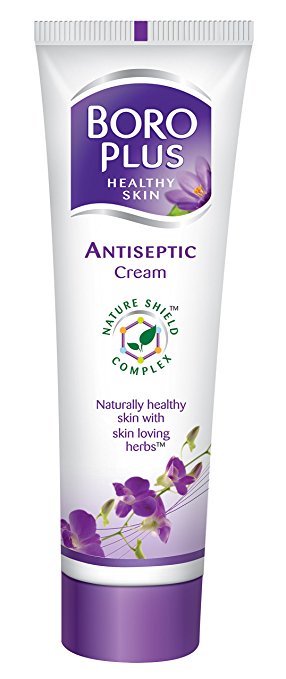 BORO
PLUS
HEALTHY
SKIN
ANTISEPTIC
Cream
NATURE SHIELD™
COMPLEX
Naturally healthy
skin with
skin loving
herbs™